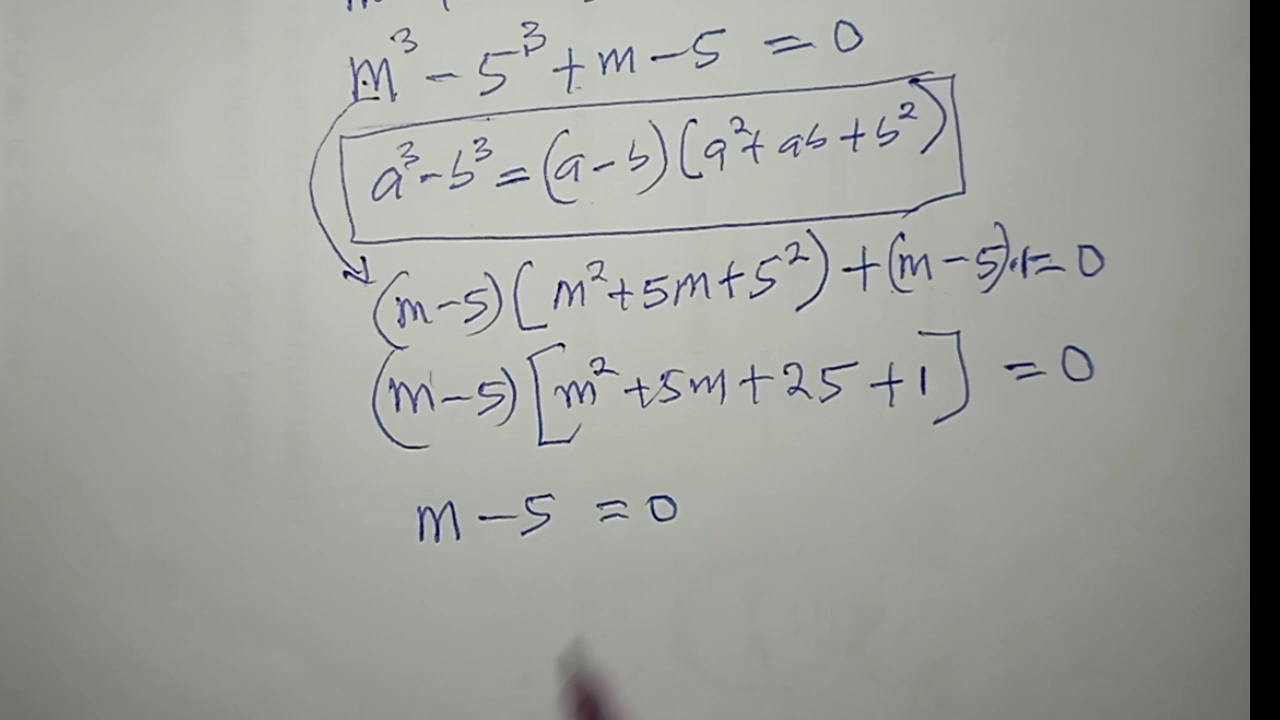 m³ - 5³ + m - 5 = 0
a³ - b³ = (a - b)(a² + ab + b²)
(m - 5)(m² + 5m + 5²) + (m - 5)·1 = 0
(m - 5)[m² + 5m + 25 + 1] = 0
m - 5 = 0